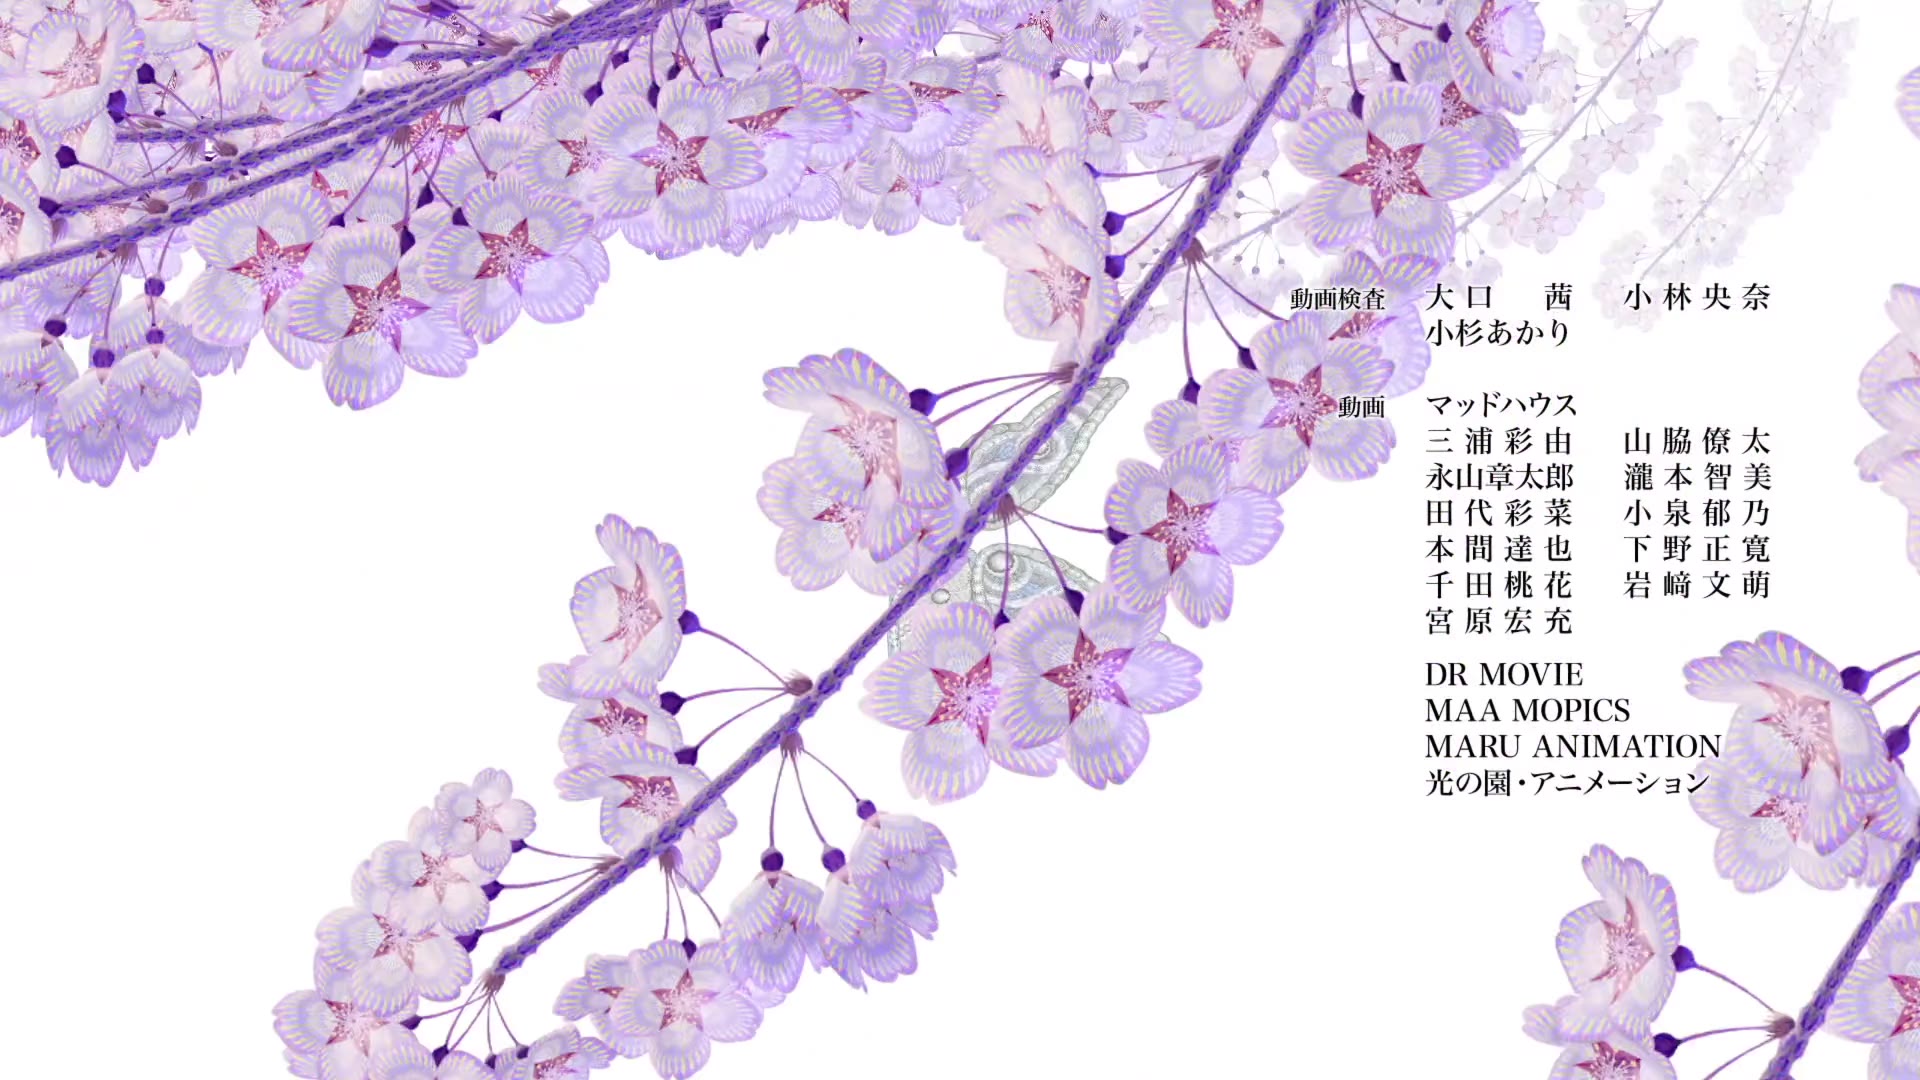 動画検査 大口 茜 小林央奈
小杉あかり
動画 マッドハウス
三浦彩由 山脇僚太
永山章太郎 瀧本智美
田代彩菜 小泉郁乃
本間達也 下野正寛
千田桃花 岩﨑文萌
宮原宏充
DR MOVIE
MAA MOPICS
MARU ANIMATION
光の園・アニメーション